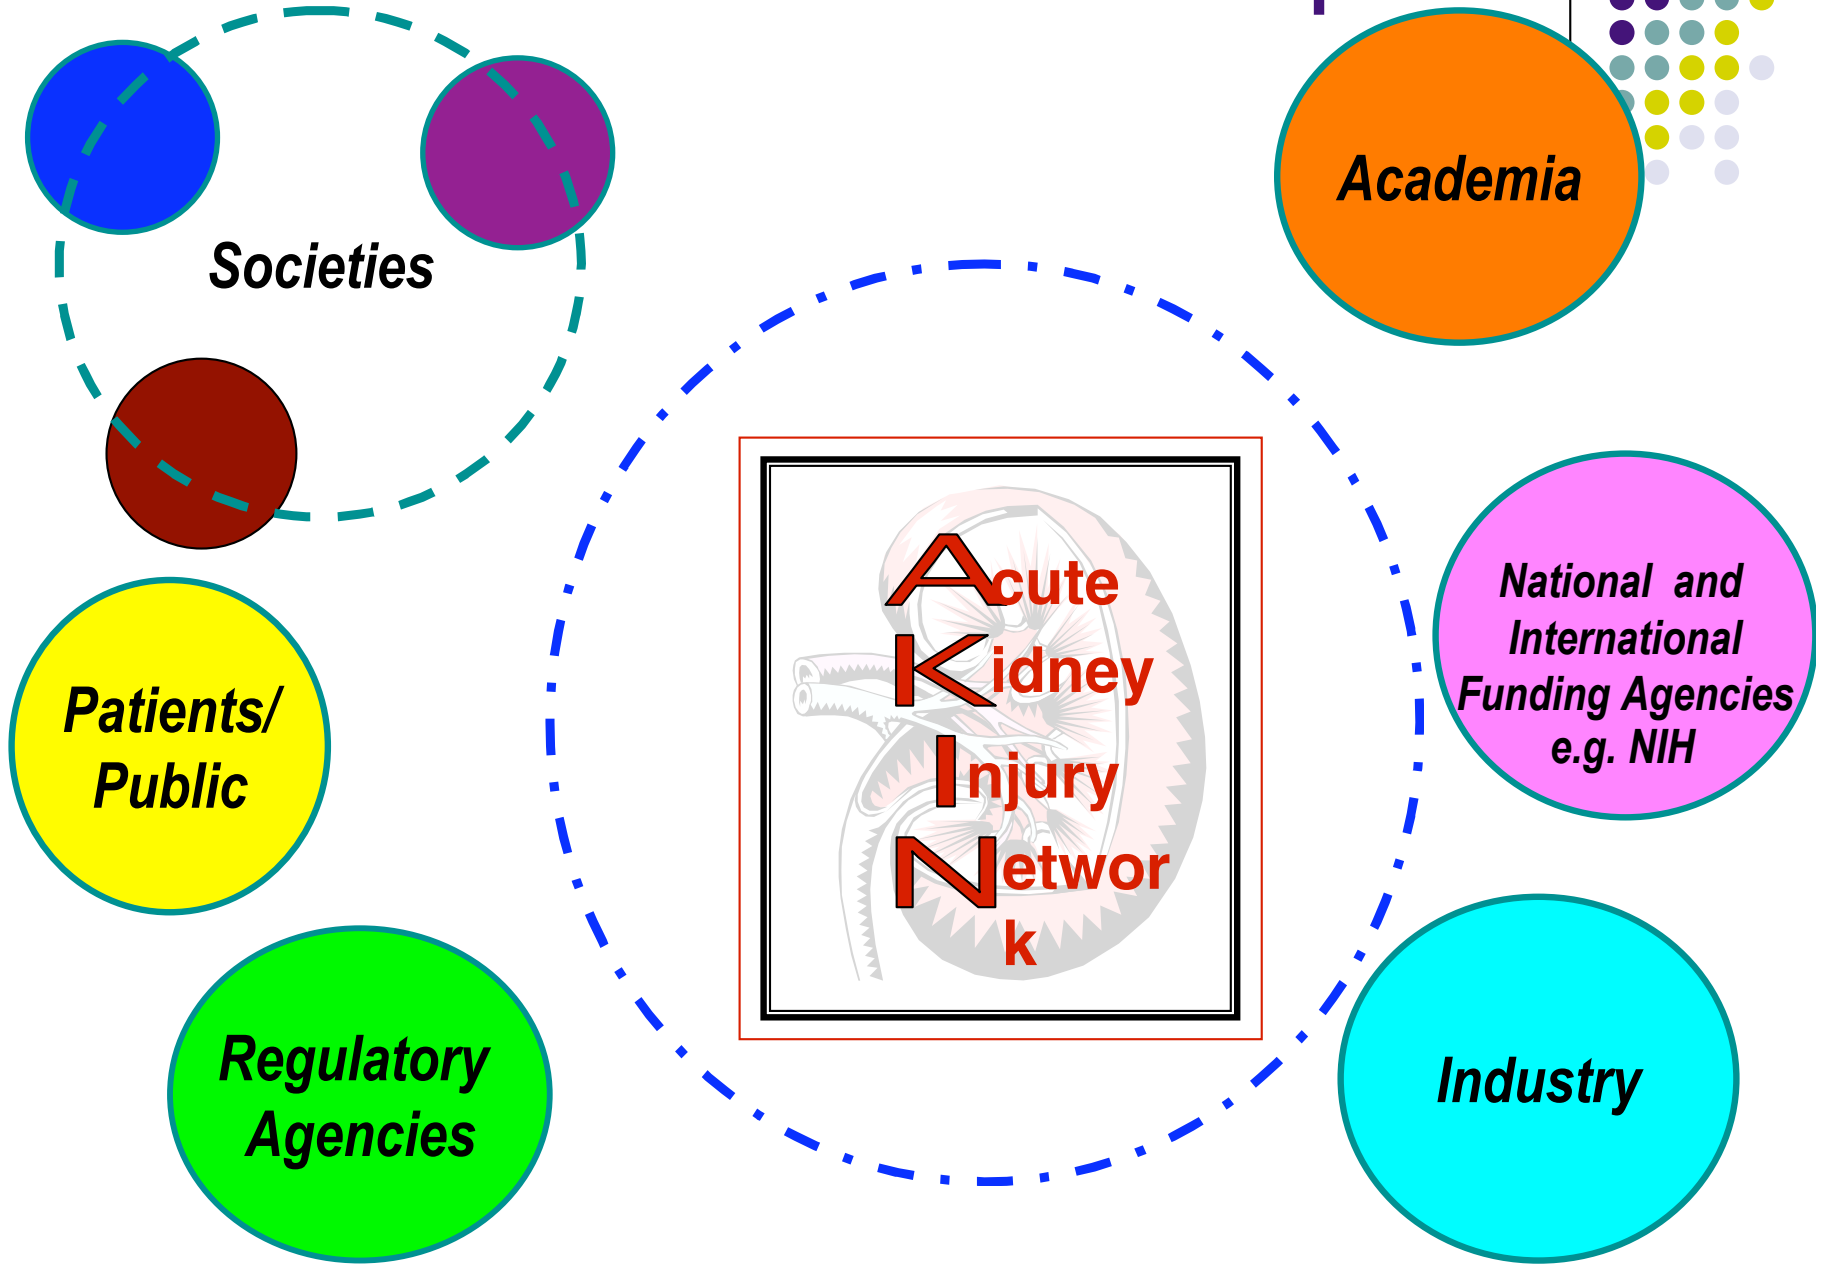 Societies
Academia
Acute
Kidney
Injury
Networ
k
National and
International
Funding Agencies
e.g. NIH
Patients/
Public
Regulatory
Agencies
Industry